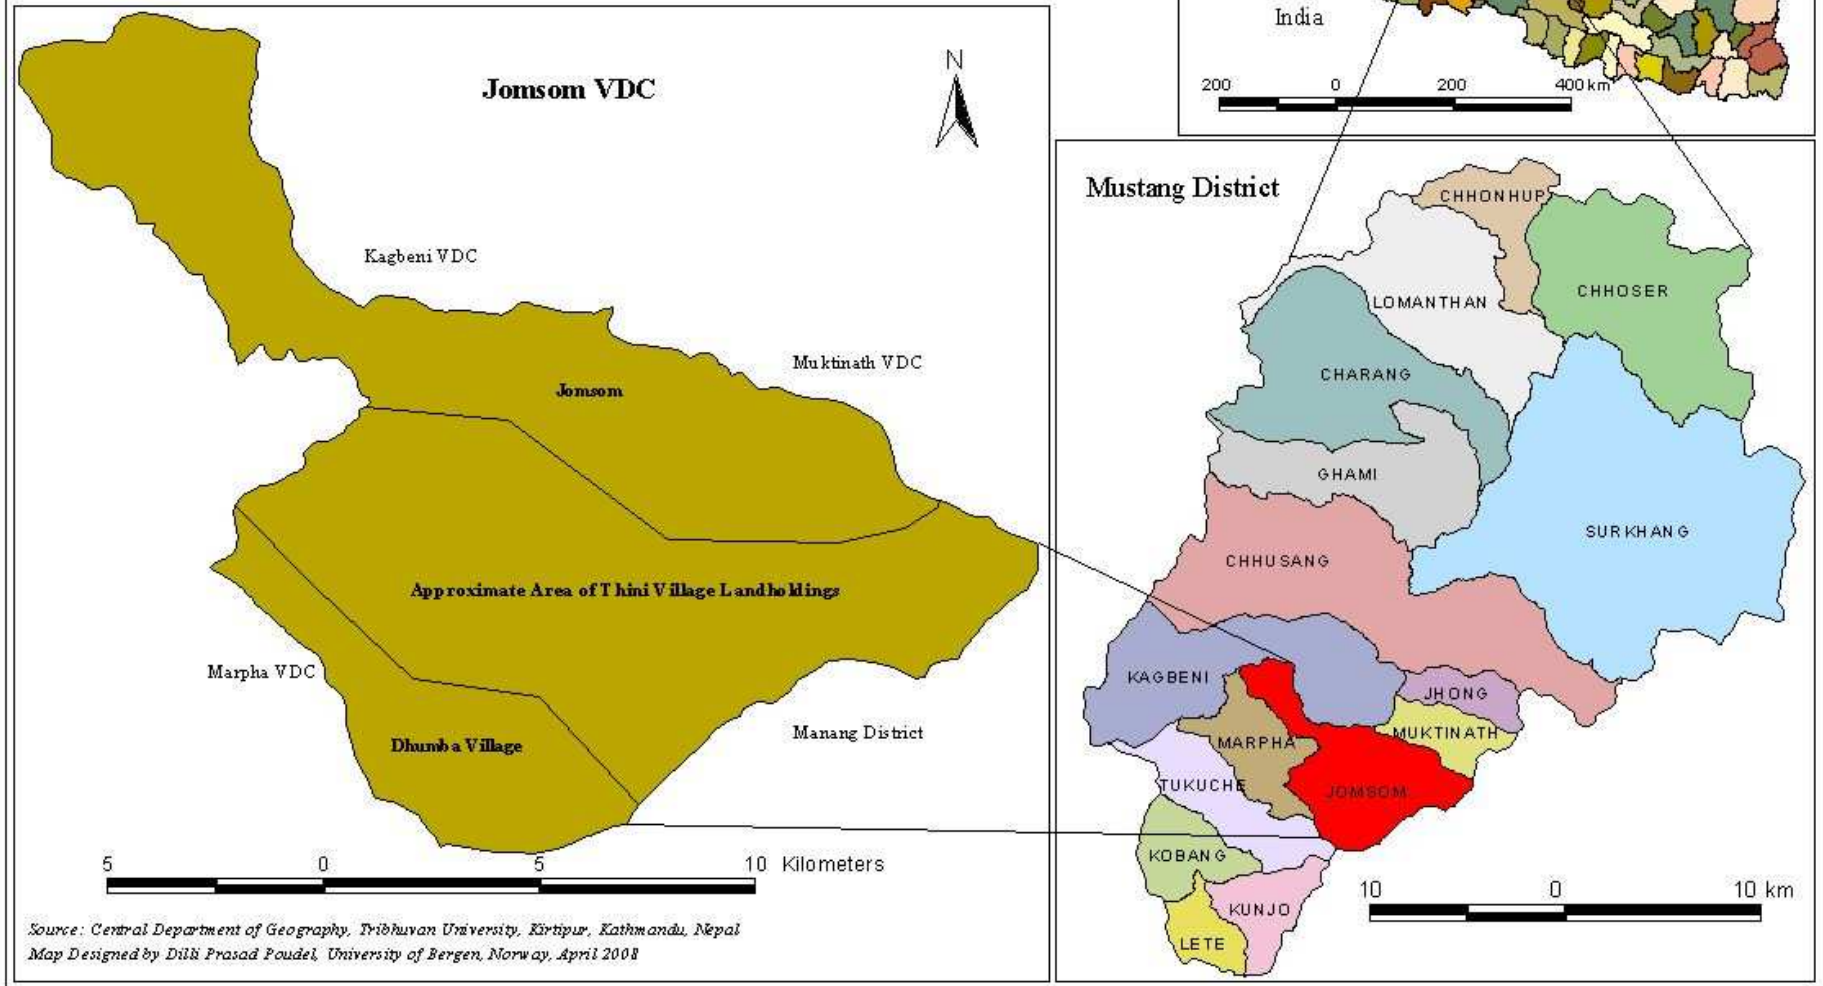 Jomsom VDC
N
Kagbeni VDC
Muktinath VDC
Jomsom
Approximate Area of Thini Village Landholdings
Marpha VDC
Manang District
Dhumba Village
5 0 5 10 Kilometers
Source: Central Department of Geography, Tribhuvan University, Kirtipur, Kathmandu, Nepal
Map Designed by Dilli Prasad Poudel, University of Bergen, Norway, April 2008
India
200 0 200 400 km
Mustang District
CHHONHUP
CHHOSER
LOMANTHAN
CHARANG
GHAMI
SURKHANG
CHHUSANG
KAGBENI
JHONG
MUKTINATH
MARPHA
TUKUCHE
JOMSOM
KOBANG
KUNJO
LETE
10 0 10 km